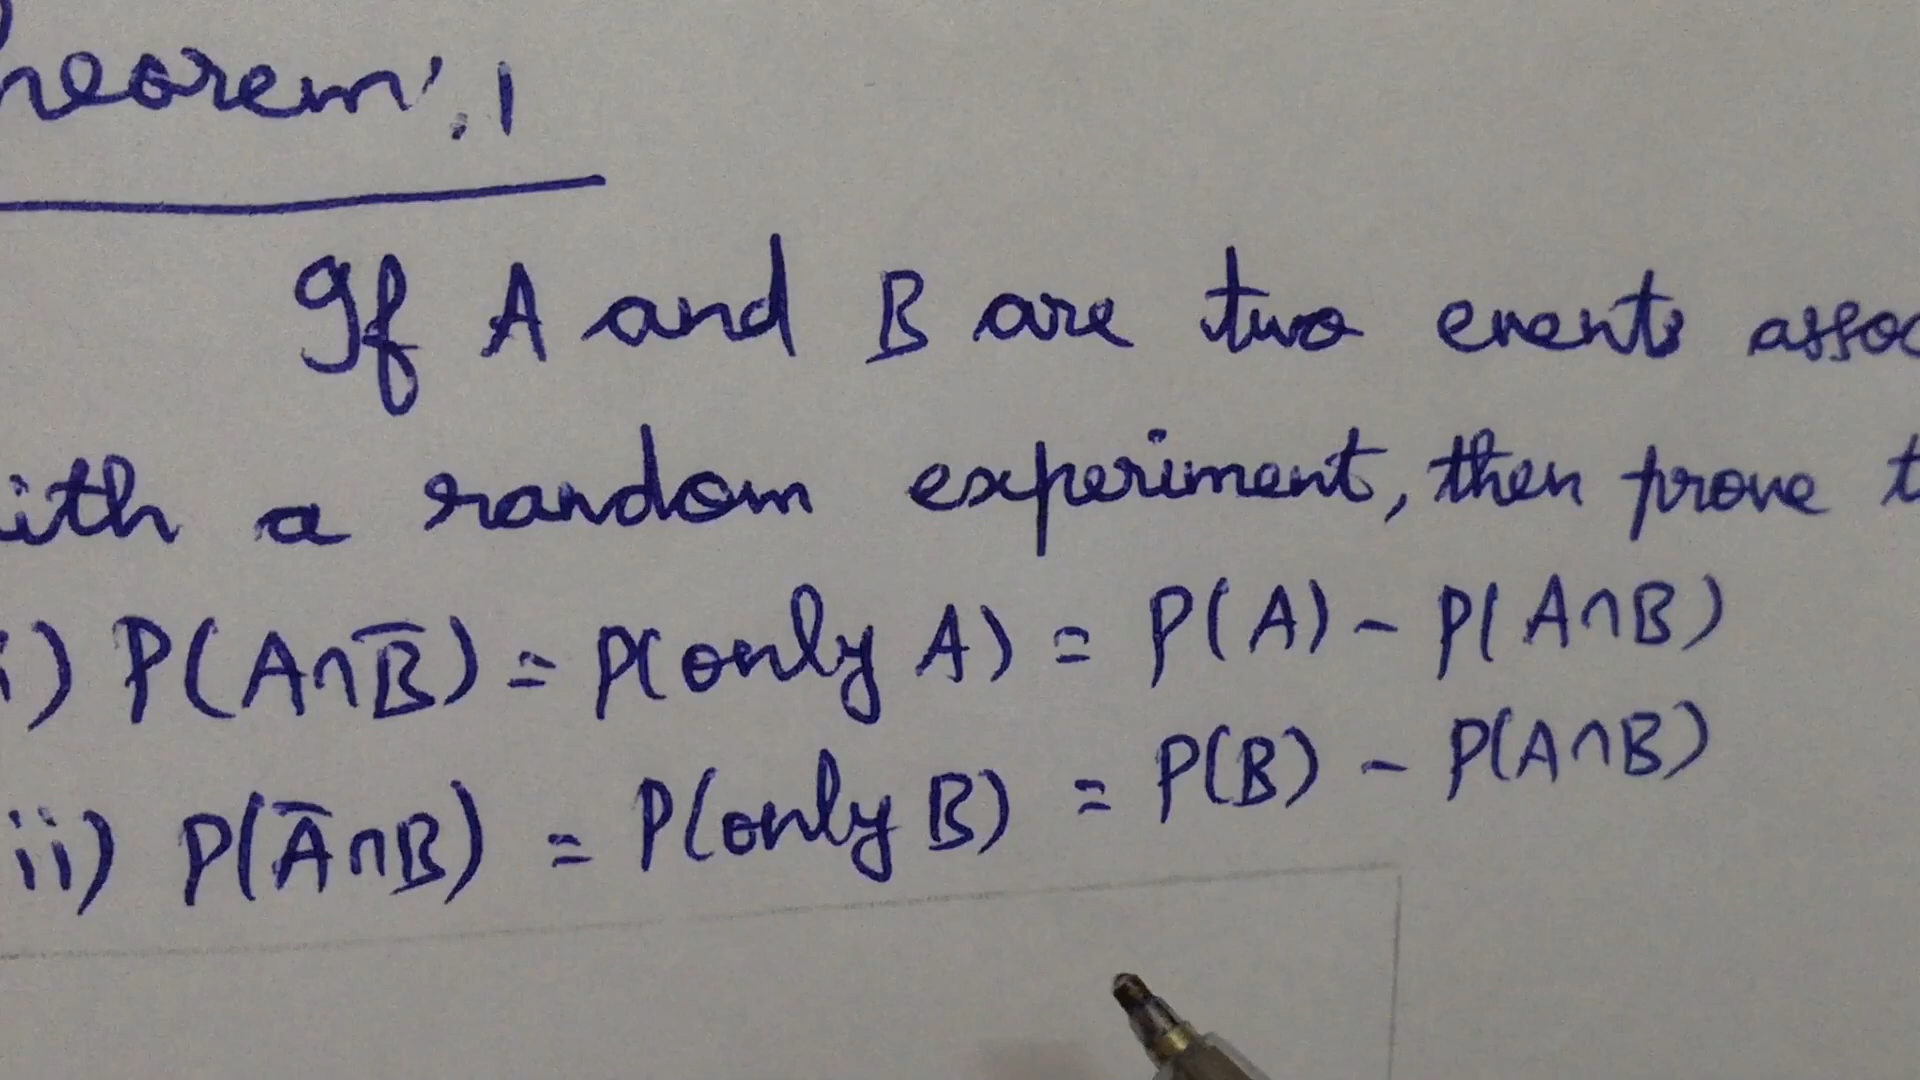 heorem: 1
If A and B are two events assoc
ith a random experiment, then prove t
i) P(A∩B̅) = P(only A) = P(A) - P(A∩B)
ii) P(A̅∩B) = P(only B) = P(B) - P(A∩B)